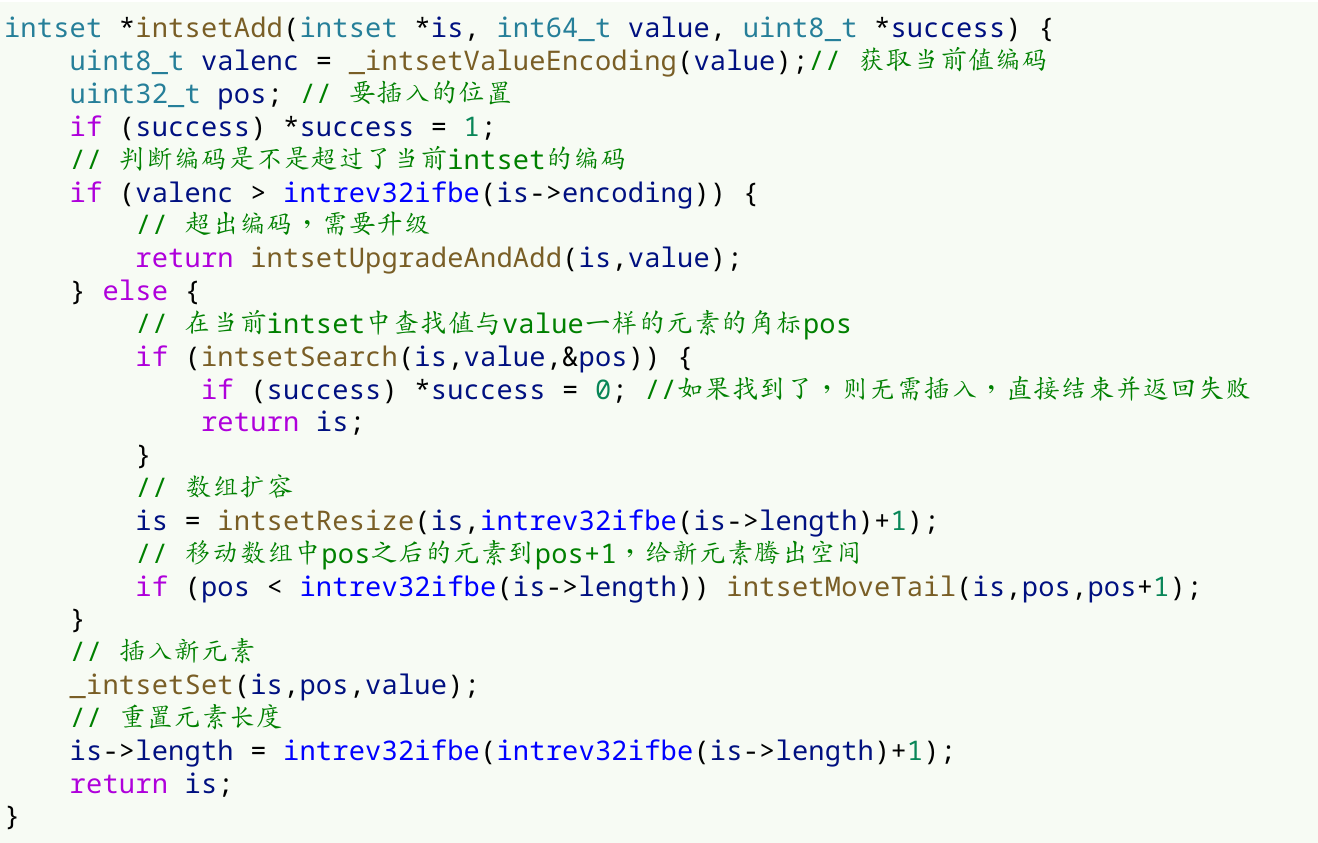 intset *intsetAdd(intset *is, int64_t value, uint8_t *success) {
    uint8_t valenc = _intsetValueEncoding(value);// 获取当前值编码
    uint32_t pos; // 要插入的位置
    if (success) *success = 1;
    // 判断编码是不是超过了当前intset的编码
    if (valenc > intrev32ifbe(is->encoding)) {
        // 超出编码，需要升级
        return intsetUpgradeAndAdd(is,value);
    } else {
        // 在当前intset中查找值与value一样的元素的角标pos
        if (intsetSearch(is,value,&pos)) {
            if (success) *success = 0; //如果找到了，则无需插入，直接结束并返回失败
            return is;
        }
        // 数组扩容
        is = intsetResize(is,intrev32ifbe(is->length)+1);
        // 移动数组中pos之后的元素到pos+1，给新元素腾出空间
        if (pos < intrev32ifbe(is->length)) intsetMoveTail(is,pos,pos+1);
    }
    // 插入新元素
    _intsetSet(is,pos,value);
    // 重置元素长度
    is->length = intrev32ifbe(intrev32ifbe(is->length)+1);
    return is;
}